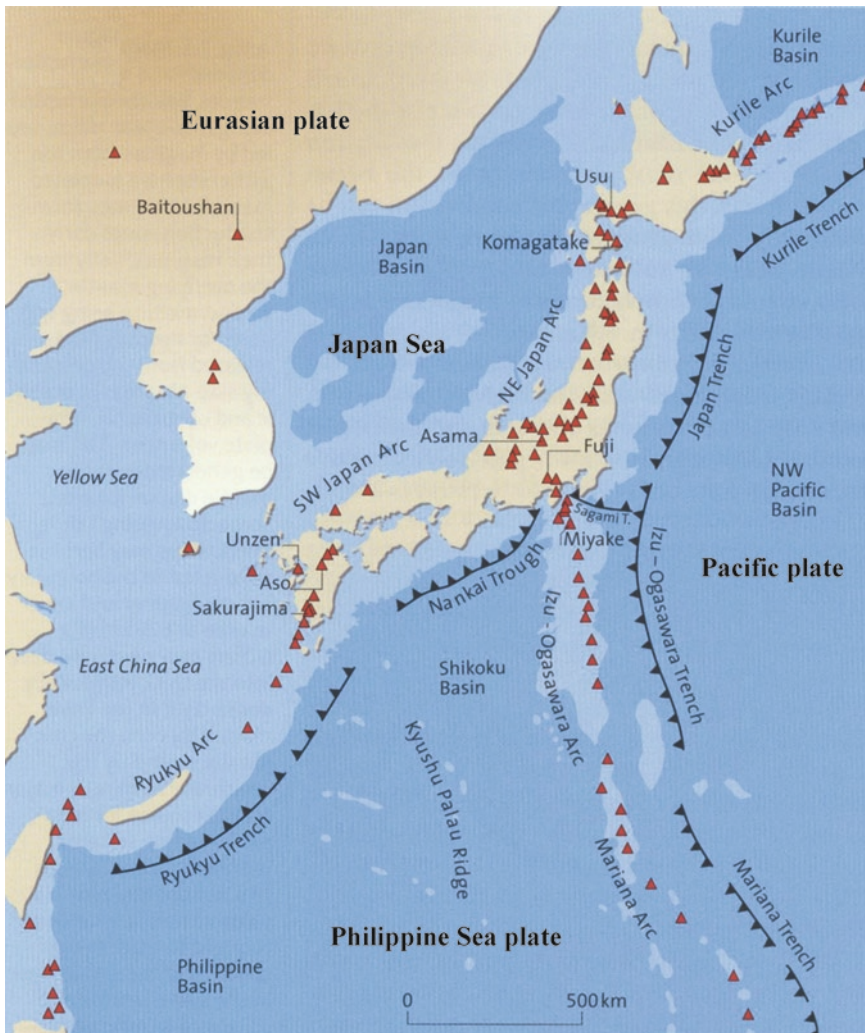 Kurile
Basin
Kurile Arc
Eurasian plate
Usu
Baitoushan
Komagatake
Kurile Trench
Japan
Basin
Japan Sea
NE Japan Arc
Japan Trench
Asama
Fuji
SW Japan Arc
Yellow Sea
NW
Pacific
Basin
Sagami T.
Unzen
Miyake
Pacific plate
Aso
Nankai Trough
Izu – Ogasawara Trench
Sakurajima
East China Sea
Shikoku
Basin
Izu - Ogasawara Arc
Ryukyu Arc
Kyushu Palau Ridge
Ryukyu Trench
Mariana Arc
Mariana Trench
Philippine Sea plate
Philippine
Basin
0
500 km